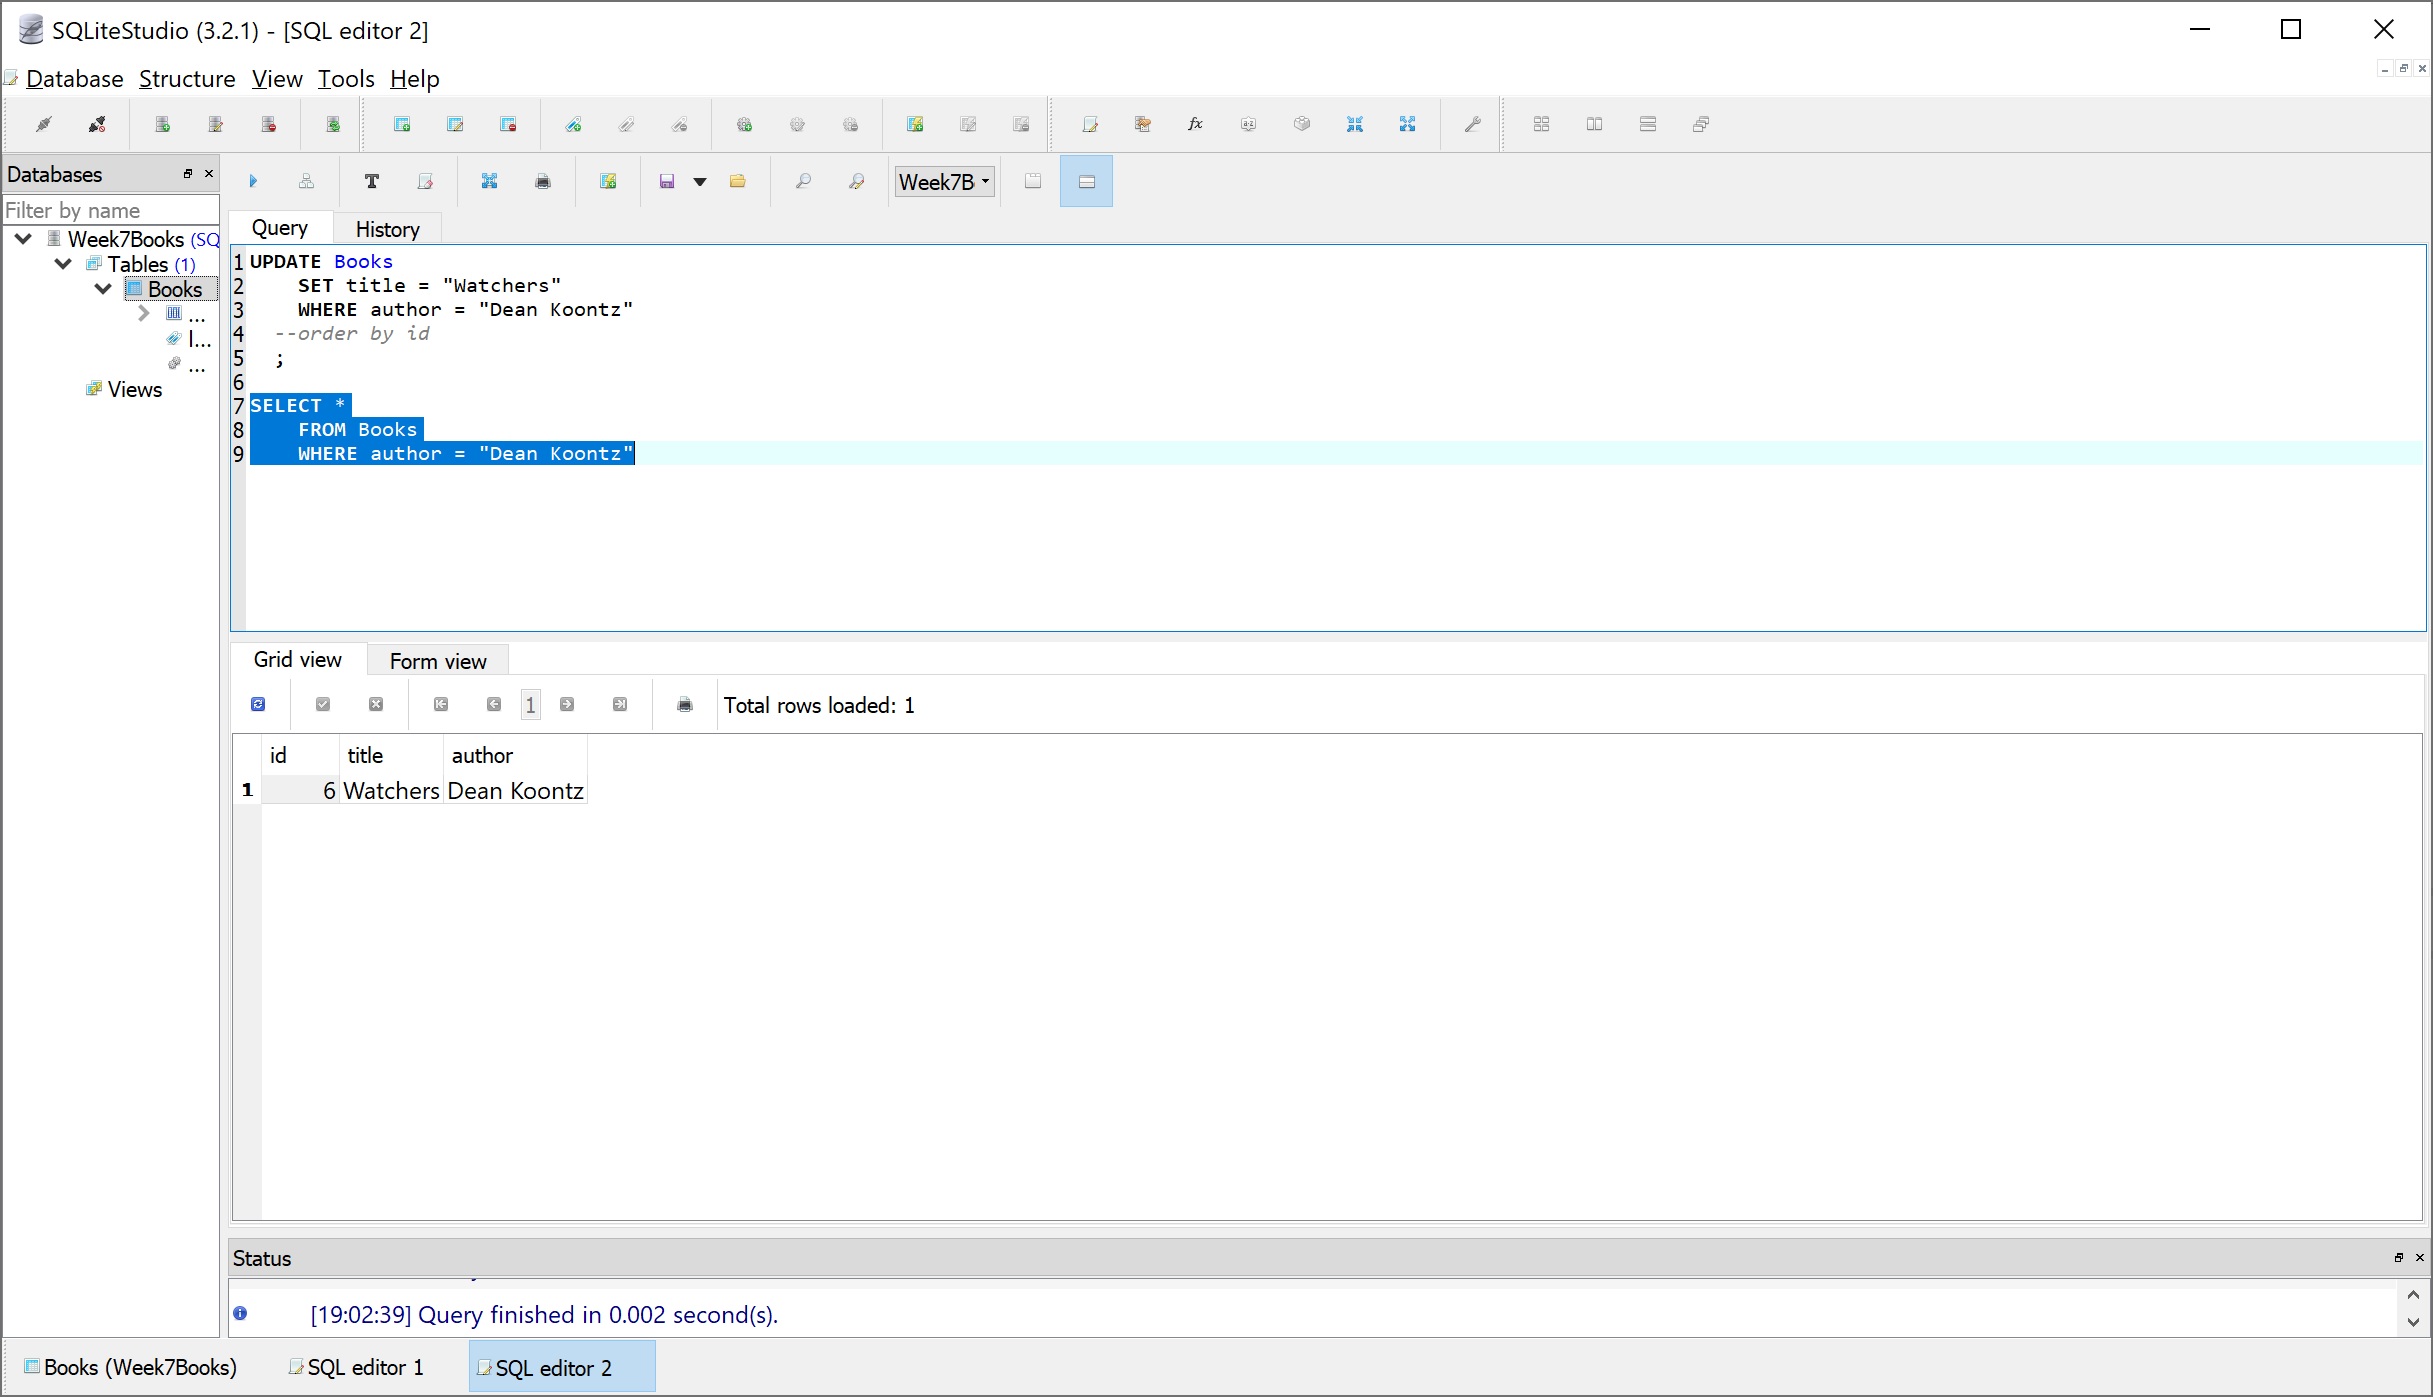 SQLiteStudio (3.2.1) - [SQL editor 2]
Database Structure View Tools Help
Databases
Week7B
Filter by name
Query History
Week7Books (SQ
Tables (1)
Books
...
I...
...
Views
1 UPDATE Books
2 SET title = "Watchers"
3 WHERE author = "Dean Koontz"
4 --order by id
5 ;
6
7 SELECT *
8 FROM Books
9 WHERE author = "Dean Koontz"
Grid view Form view
1 Total rows loaded: 1
id title author
1 6 Watchers Dean Koontz
Status
[19:02:39] Query finished in 0.002 second(s).
Books (Week7Books) SQL editor 1 SQL editor 2